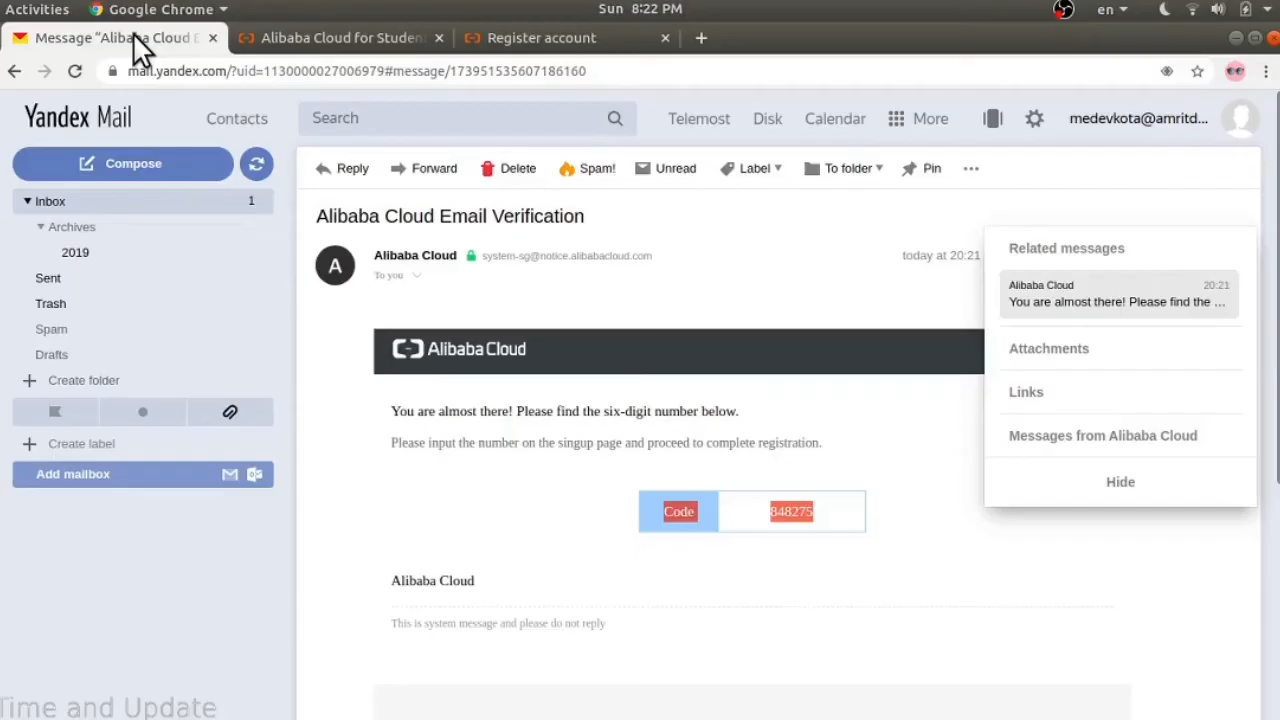 Activities Google Chrome Sun 8:22 PM en
Message "Alibaba Cloud E Alibaba Cloud for Studen Register account
mail.yandex.com/?uid=1130000027006979#message/173951535607186160
Yandex Mail Contacts Search Telemost Disk Calendar More medevkota@amritd...
Compose Reply Forward Delete Spam! Unread Label To folder Pin
Inbox 1
Archives
2019
Sent
Trash
Spam
Drafts
Create folder
Create label
Add mailbox
Alibaba Cloud Email Verification
A
Alibaba Cloud system-sg@notice.alibabacloud.com today at 20:21
To you
Alibaba Cloud
You are almost there! Please find the six-digit number below.
Please input the number on the singup page and proceed to complete registration.
Code 848275
Alibaba Cloud
This is system message and please do not reply
Related messages
Alibaba Cloud 20:21
You are almost there! Please find the ...
Attachments
Links
Messages from Alibaba Cloud
Hide
Time and Update